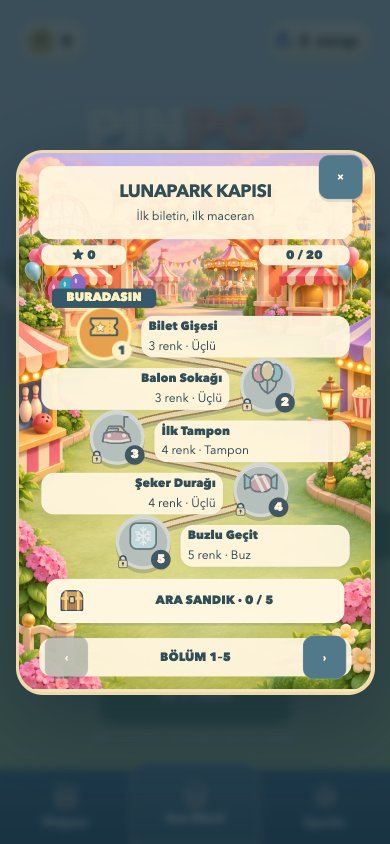 PINPOP
LUNAPARK KAPISI
×
İlk biletin, ilk maceran
★ 0
0 / 20
BURADASIN
Bilet Gişesi
3 renk · Üçlü
1
Balon Sokağı
3 renk · Üçlü
2
İlk Tampon
4 renk · Tampon
3
Şeker Durağı
4 renk · Üçlü
4
Buzlu Geçit
5 renk · Buz
5
ARA SANDIK · 0 / 5
‹
BÖLÜM 1–5
›